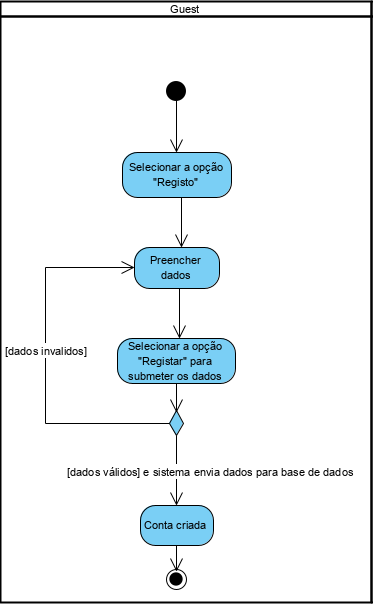 Guest
Selecionar a opção
"Registo"
Preencher
dados
Selecionar a opção
"Registar" para
submeter os dados
[dados invalidos]
[dados válidos] e sistema envia dados para base de dados
Conta criada